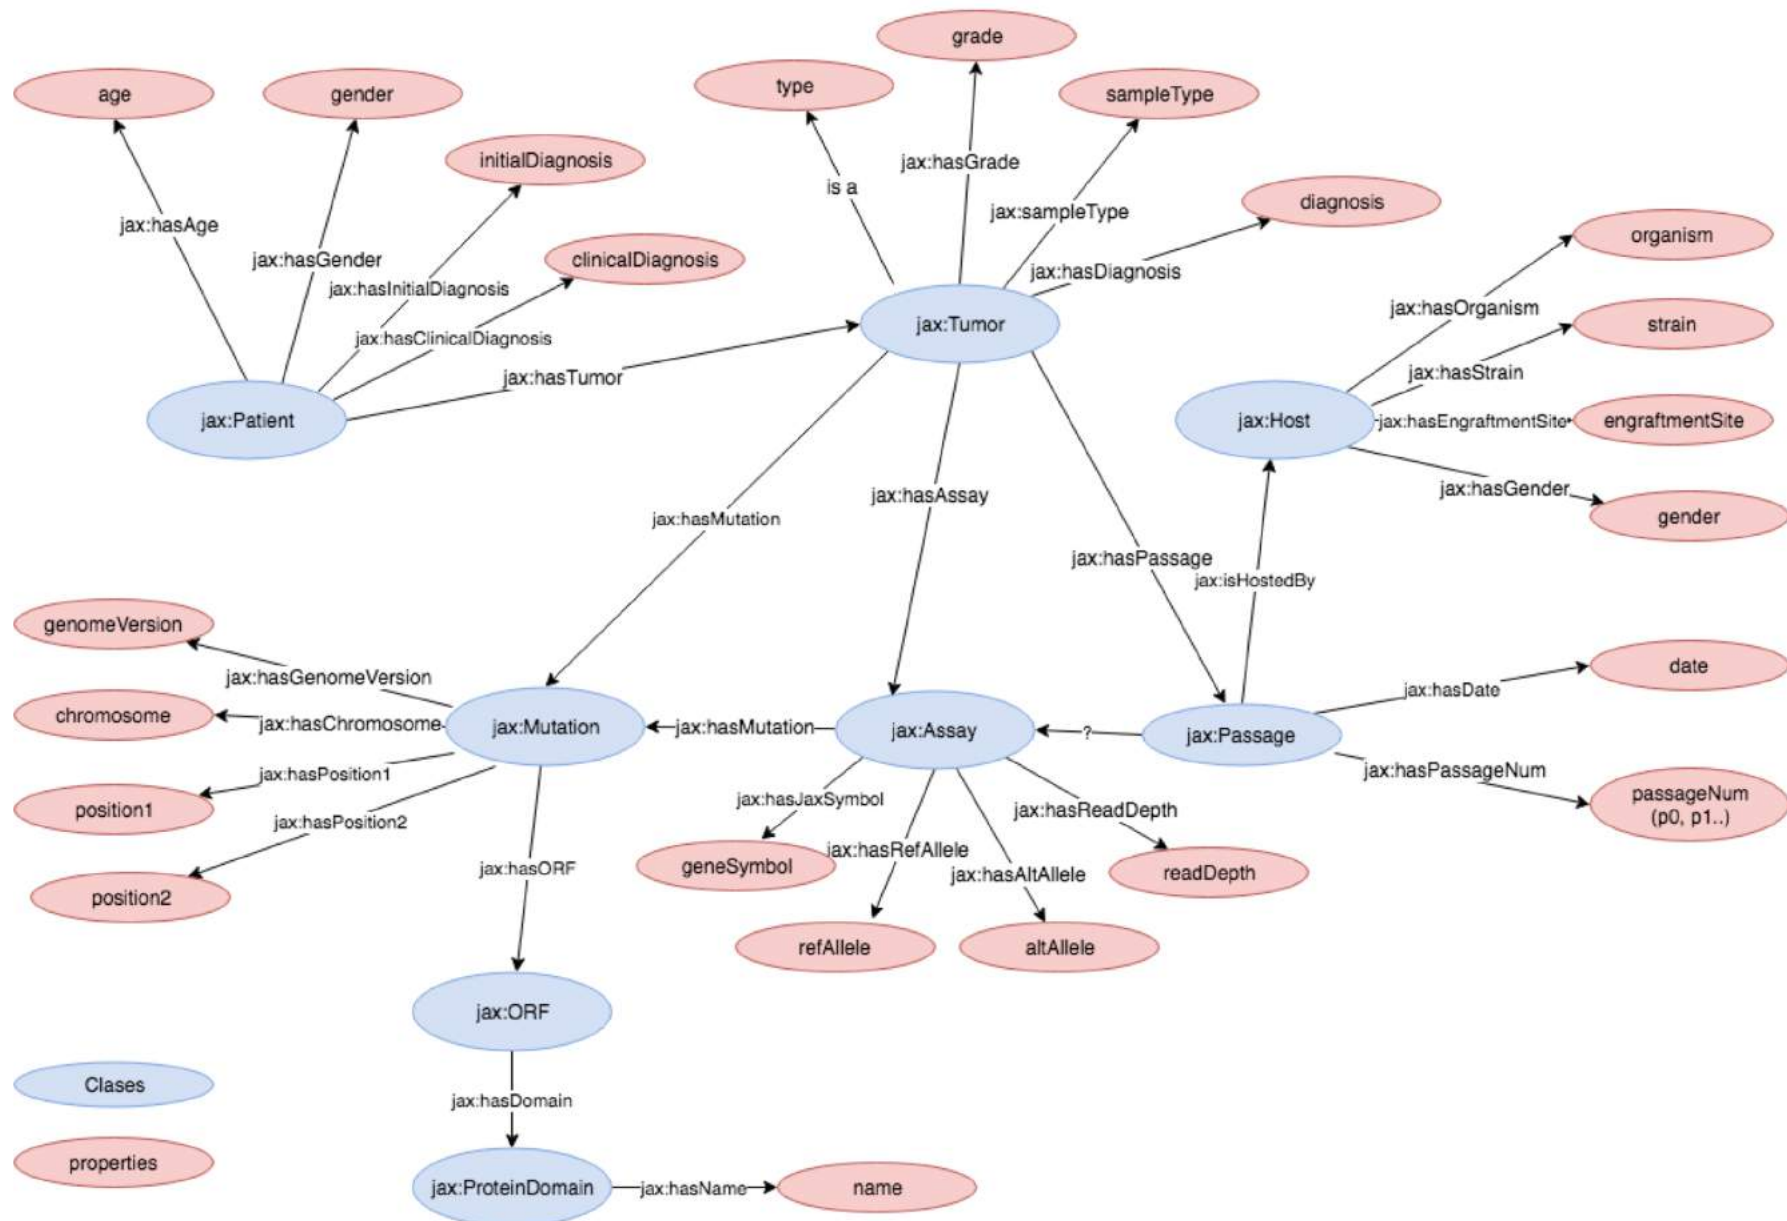 grade
age
gender
type
sampleType
initialDiagnosis
jax:hasGrade
is a
diagnosis
jax:sampleType
jax:hasAge
organism
jax:hasGender
clinicalDiagnosis
jax:hasDiagnosis
jax:hasInitialDiagnosis
jax:hasOrganism
jax:Tumor
strain
jax:hasClinicalDiagnosis
jax:hasTumor
jax:hasStrain
jax:Patient
jax:Host
jax:hasEngraftmentSite
engraftmentSite
jax:hasGender
jax:hasAssay
gender
jax:hasMutation
jax:hasPassage
jax:isHostedBy
genomeVersion
jax:hasGenomeVersion
date
jax:hasDate
chromosome
jax:hasChromosome
jax:Mutation
jax:hasMutation
jax:Assay
?
jax:Passage
jax:hasPosition1
jax:hasPassageNum
position1
jax:hasPosition2
jax:hasJaxSymbol
jax:hasReadDepth
passageNum
(p0, p1..)
jax:hasORF
geneSymbol
jax:hasRefAllele
jax:hasAltAllele
readDepth
position2
refAllele
altAllele
jax:ORF
Clases
jax:hasDomain
properties
jax:ProteinDomain
jax:hasName
name